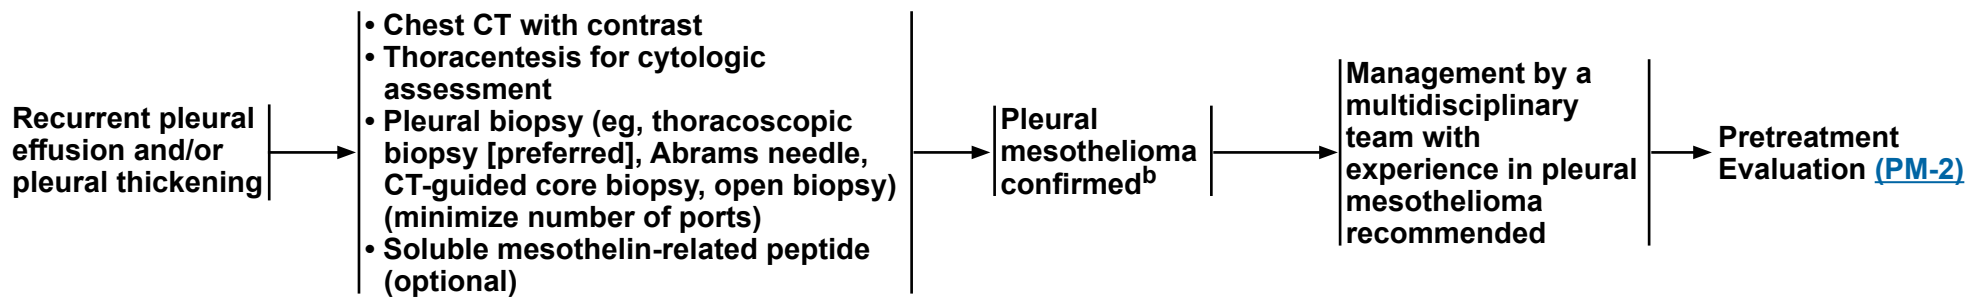 Recurrent pleural
effusion and/or
pleural thickening
• Chest CT with contrast
• Thoracentesis for cytologic
assessment
• Pleural biopsy (eg, thoracoscopic
biopsy [preferred], Abrams needle,
CT-guided core biopsy, open biopsy)
(minimize number of ports)
• Soluble mesothelin-related peptide
(optional)
Pleural
mesothelioma
confirmedb
Management by a
multidisciplinary
team with
experience in pleural
mesothelioma
recommended
Pretreatment
Evaluation (PM-2)